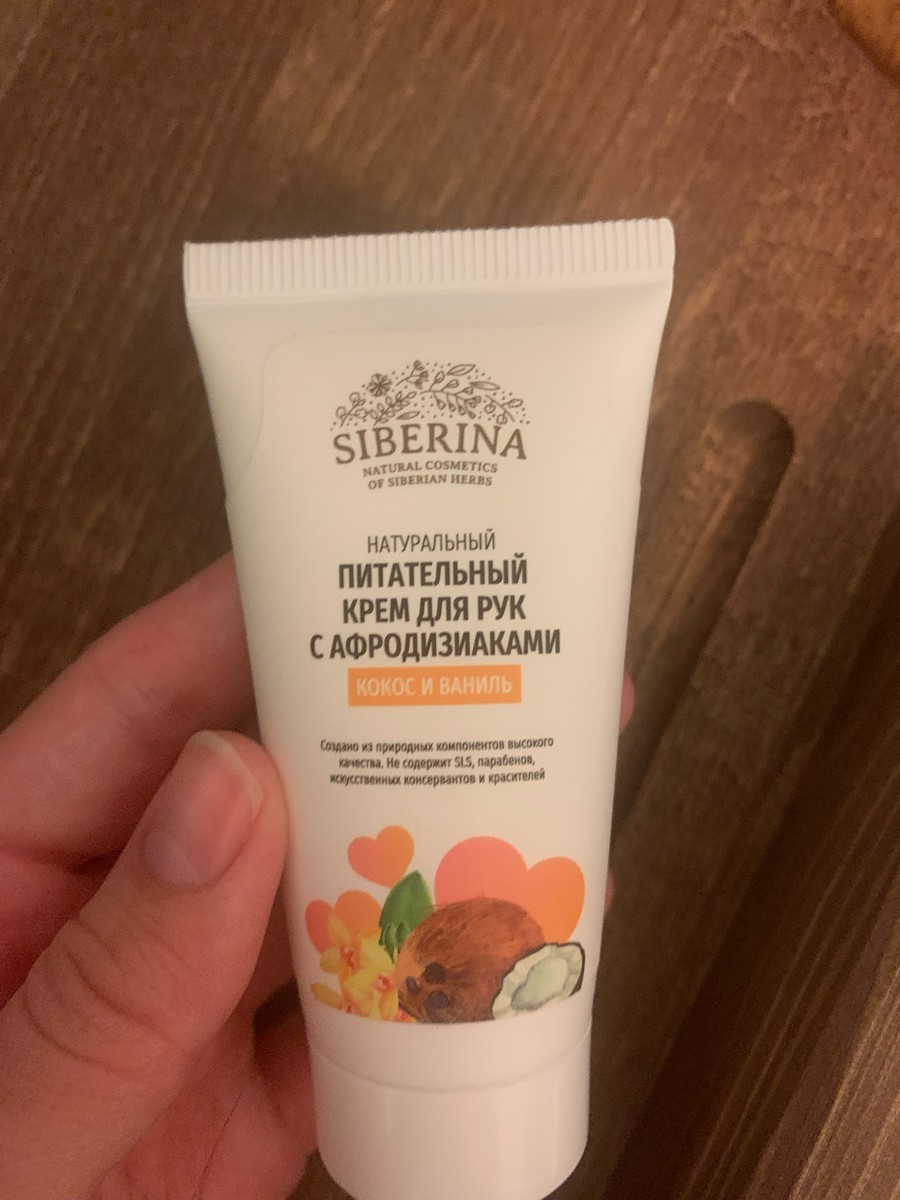 SIBERINA
NATURAL COSMETICS
OF SIBERIAN HERBS
НАТУРАЛЬНЫЙ
ПИТАТЕЛЬНЫЙ
КРЕМ ДЛЯ РУК
С АФРОДИЗИАКАМИ
КОКОС И ВАНИЛЬ
Создано из природных компонентов высокого
качества. Не содержит SLS, парабенов,
искусственных консервантов и красителей